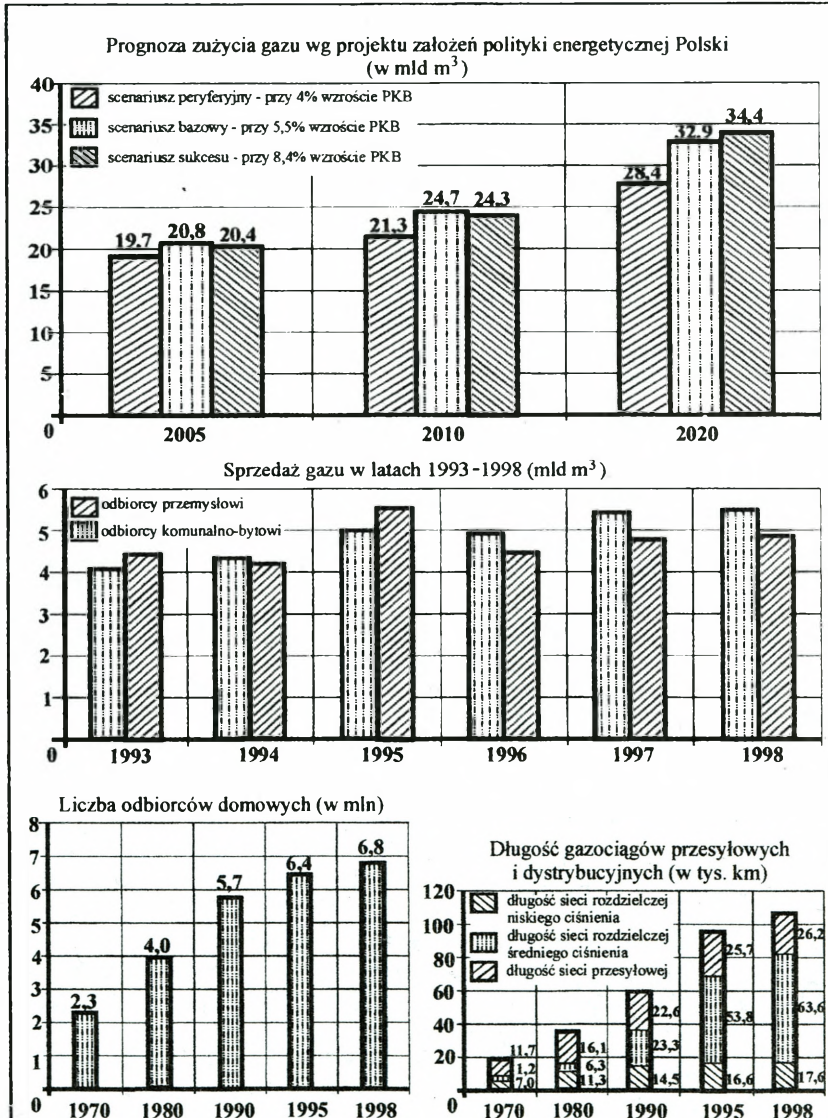 Prognoza zużycia gazu wg projektu założeń polityki energetycznej Polski
(w mld m³)
40
35
30
25
20
15
10
5
0
scenariusz peryferyjny - przy 4% wzroście PKB
scenariusz bazowy - przy 5,5% wzroście PKB
scenariusz sukcesu - przy 8,4% wzroście PKB
19.7 20,8 20,4
21,3 24,7 24.3
28,4 32.9 34,4
2005 2010 2020
Sprzedaż gazu w latach 1993-1998 (mld m³)
6
5
4
3
2
1
0
odbiorcy przemysłowi
odbiorcy komunalno-bytowi
1993 1994 1995 1996 1997 1998
Liczba odbiorców domowych (w mln)
8
7
6
4
3
2
1
0
2,3 4,0 5,7 6,4 6,8
1970 1980 1990 1995 1998
Długość gazociągów przesyłowych
i dystrybucyjnych (w tys. km)
120
100
80
60
40
20
0
długość sieci rozdzielczej
niskiego ciśnienia
długość sieci rozdzielczej
średniego ciśnienia
długość sieci przesyłowej
11,7 16,1 22,6 25,7 26,2
1,2 6,3 23,3 53,8 63,6
7,0 11,3 14,5 16,6 17,6
1970 1980 1990 1995 1998